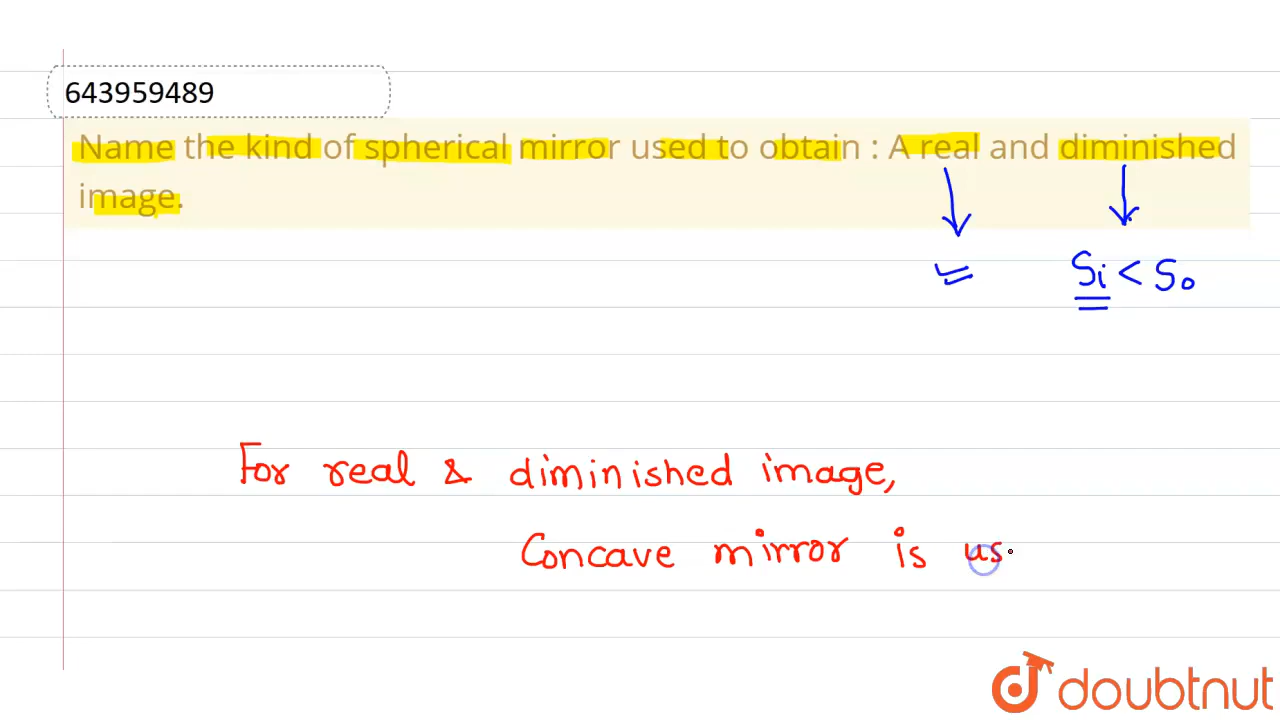 643959489
Name the kind of spherical mirror used to obtain : A real and diminished
image.
Si < So
For real & diminished image,
Concave mirror is us
doubtnut